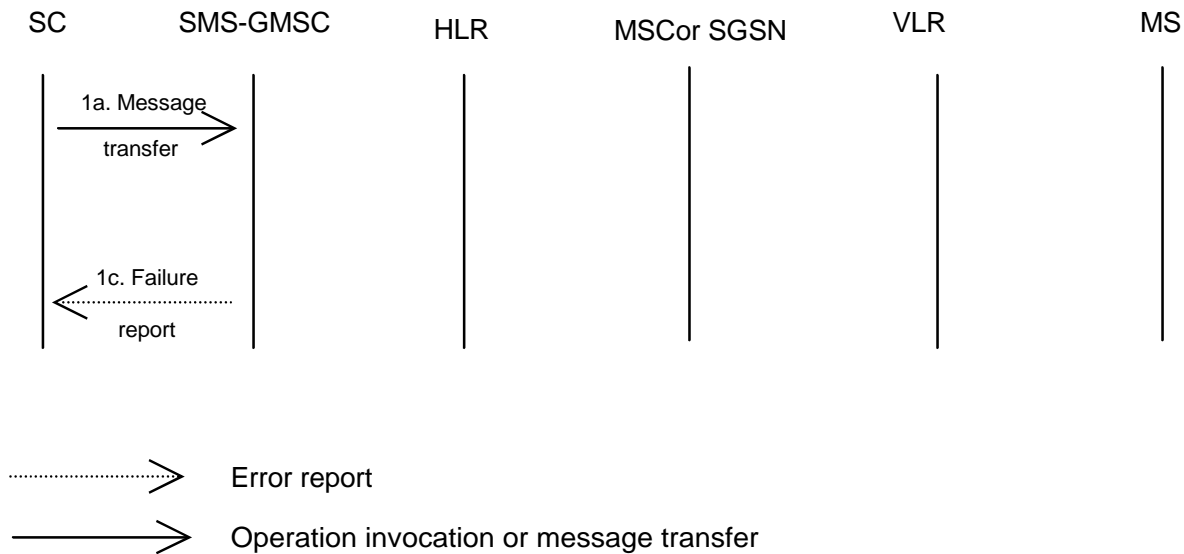 SC SMS-GMSC HLR MSCor SGSN VLR MS
1a. Message
transfer
1c. Failure
report
Error report
Operation invocation or message transfer